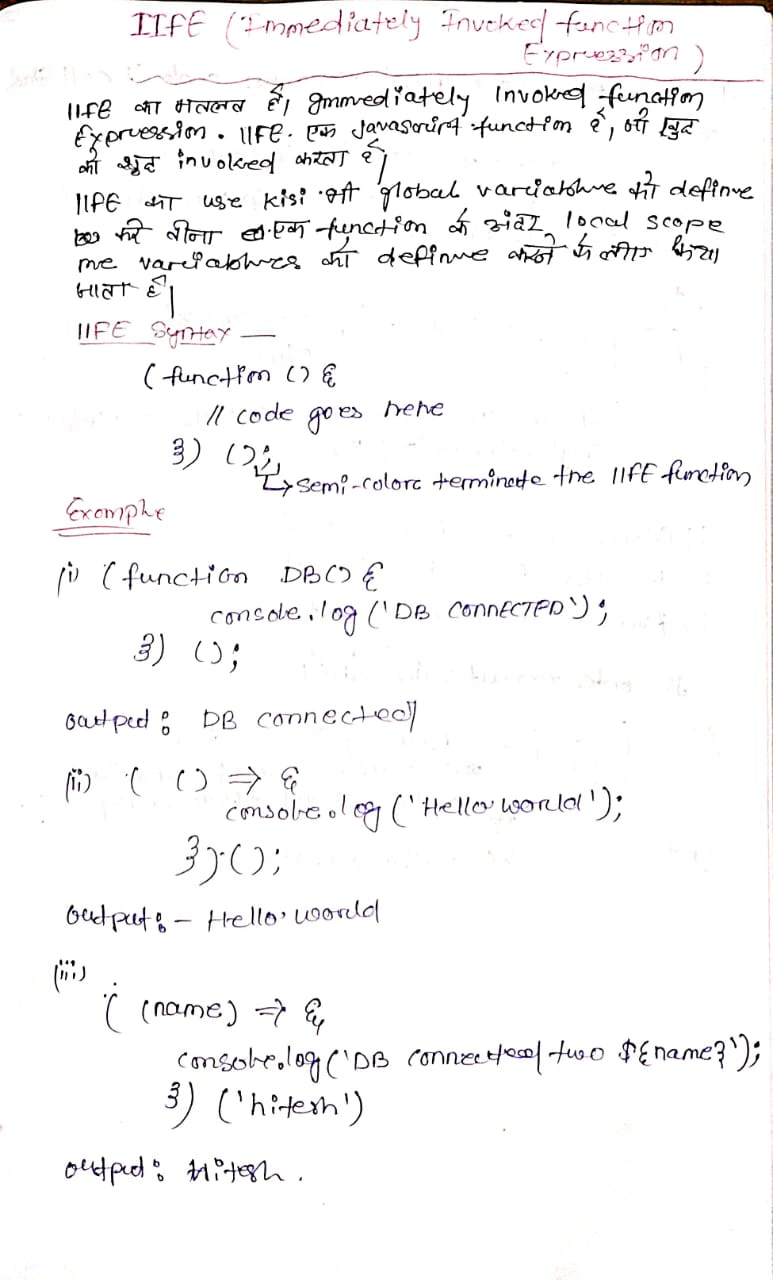 IIFE (Immediately Invoked function
Expression)
IIFE का मतलब है, Immediately Invoked function
Expression. IIFE. एक Javascript function है, जो खुद
को खुद invoked करता है।
IIFE का use kisi भी global variable को define
करे बीना एक function के अंदर, local scope
me variables को define करने के लीए किया
जाता है।
IIFE Syntax —
(function () {
// code goes here
}) ();
↳ semi-colon terminate the IIFE function
Example
(i) (function DB() {
console.log ('DB CONNECTED');
}) ();
output : DB connected
(ii) ( () => {
console.log ('Hello world');
}) ();
output : - Hello world
(iii)
( (name) => {
console.log ('DB connected two ${name}');
}) ('hitesh')
output : Hitesh.